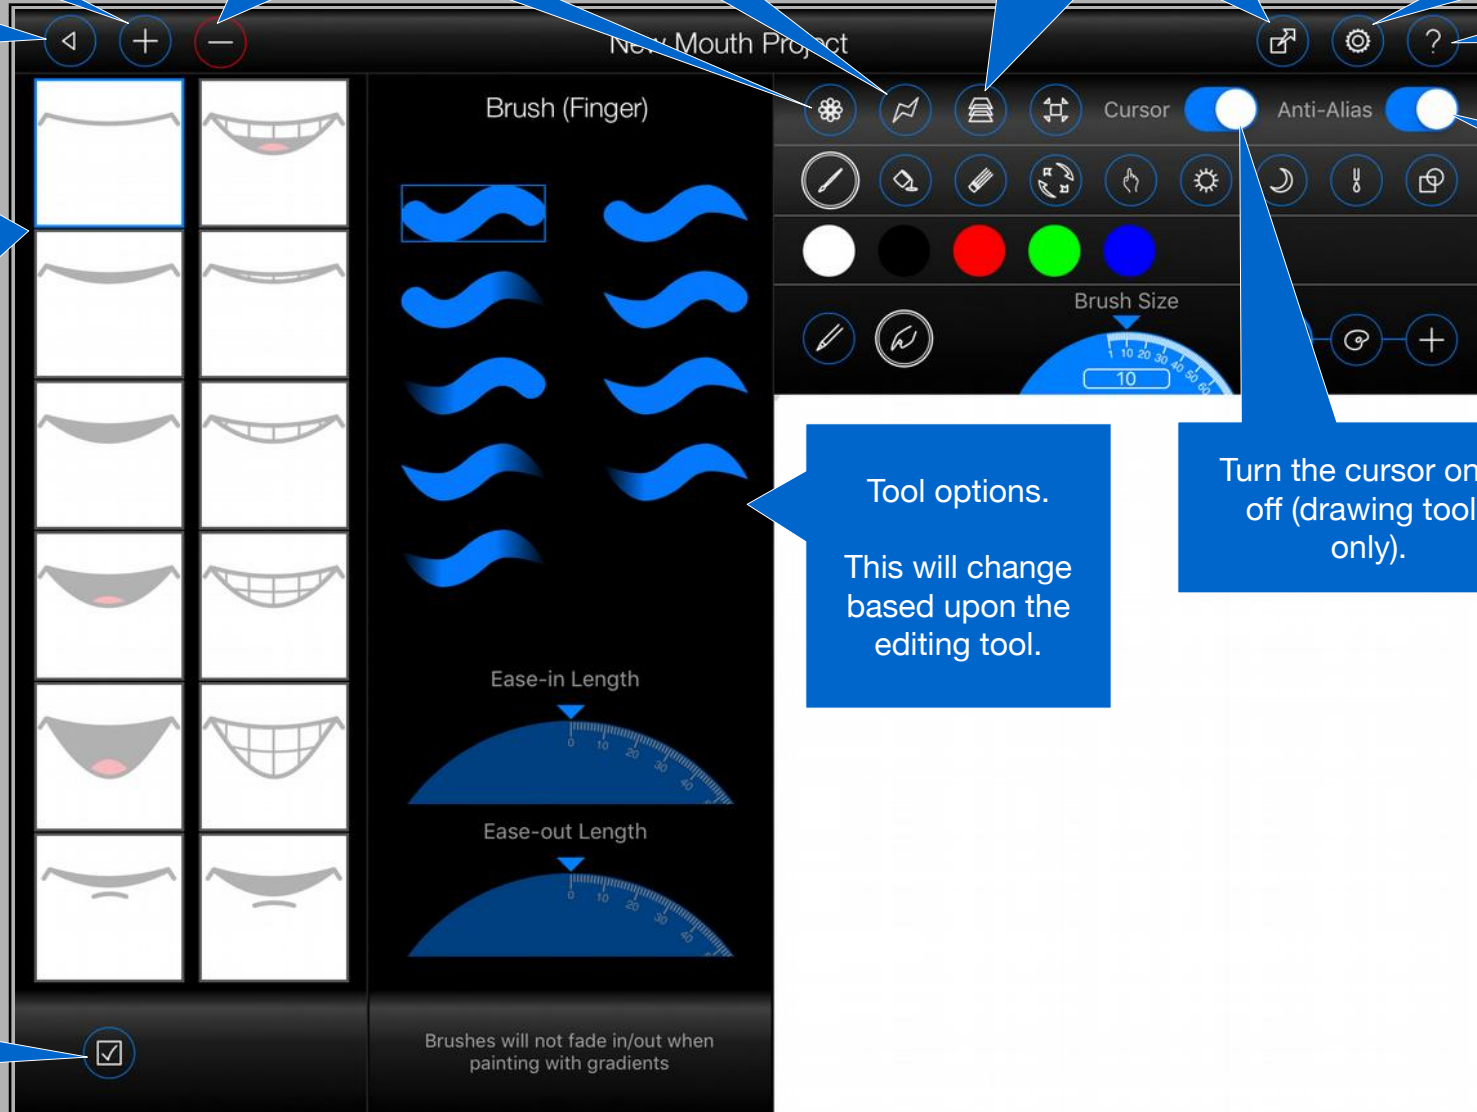 New Mouth Project
Brush (Finger)
Cursor
Anti-Alias
Brush Size
1 10 20 30 40 50 60
10
Tool options.
This will change
based upon the
editing tool.
Turn the cursor on
off (drawing tool
only).
Ease-in Length
0 10 20 30 40
Ease-out Length
0 10 20 30 40
Brushes will not fade in/out when
painting with gradients